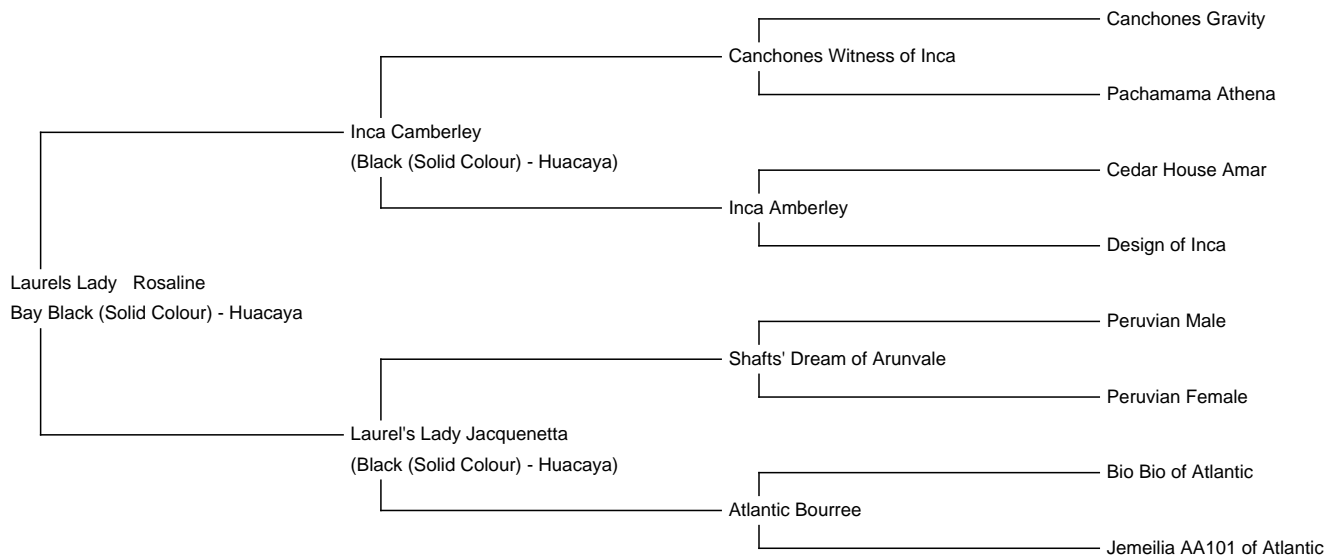 Canchones Gravity
Canchones Witness of Inca
Pachamama Athena
Inca Camberley
(Black (Solid Colour) - Huacaya)
Cedar House Amar
Inca Amberley
Design of Inca
Laurels Lady   Rosaline
Bay Black (Solid Colour) - Huacaya
Peruvian Male
Shafts' Dream of Arunvale
Peruvian Female
Laurel's Lady Jacquenetta
(Black (Solid Colour) - Huacaya)
Bio Bio of Atlantic
Atlantic Bourree
Jemeilia AA101 of Atlantic